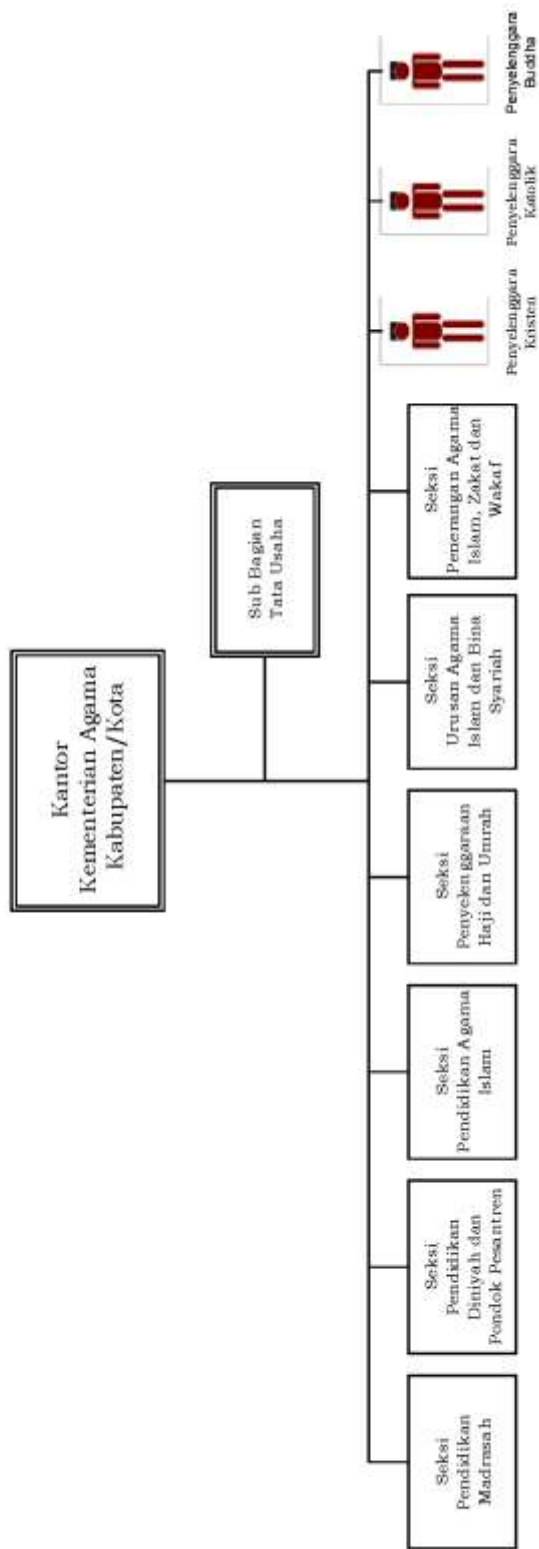 Kantor
Kementerian Agama
Kabupaten/Kota
Sub Bagian
Tata Usaha
Seksi
Pendidikan
Madrasah
Seksi
Pendidikan
Diniyah dan
Pondok Pesantren
Seksi
Pendidikan Agama
Islam
Seksi
Penyelenggaraan
Haji dan Umrah
Seksi
Urusan Agama
Islam dan Bina
Syariah
Seksi
Penerangan Agama
Islam, Zakat dan
Wakaf
Penyelenggara
Kristen
Penyelenggara
Katolik
Penyelenggara
Buddha